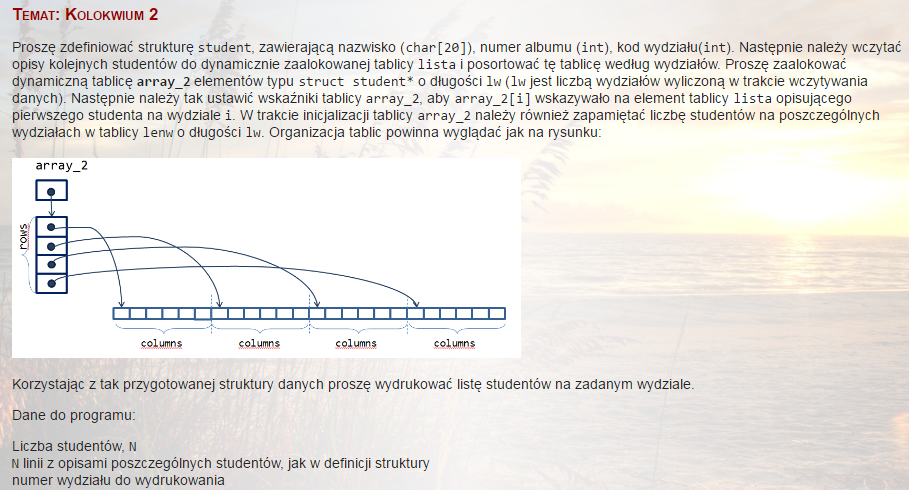 TEMAT: KOLOKWIUM 2
Proszę zdefiniować strukturę student, zawierającą nazwisko (char[20]), numer albumu (int), kod wydziału(int). Następnie należy wczytać
opisy kolejnych studentów do dynamicznie zaalokowanej tablicy lista i posortować tę tablicę według wydziałów. Proszę zaalokować
dynamiczną tablicę array_2 elementów typu struct student* o długości lw (lw jest liczbą wydziałów wyliczoną w trakcie wczytywania
danych). Następnie należy tak ustawić wskaźniki tablicy array_2, aby array_2[i] wskazywało na element tablicy lista opisującego
pierwszego studenta na wydziale i. W trakcie inicjalizacji tablicy array_2 należy również zapamiętać liczbę studentów na poszczególnych
wydziałach w tablicy lenw o długości lw. Organizacja tablic powinna wyglądać jak na rysunku:
array_2
rows
columns columns columns columns
Korzystając z tak przygotowanej struktury danych proszę wydrukować listę studentów na zadanym wydziale.
Dane do programu:
Liczba studentów, N
N linii z opisami poszczególnych studentów, jak w definicji struktury
numer wydziału do wydrukowania